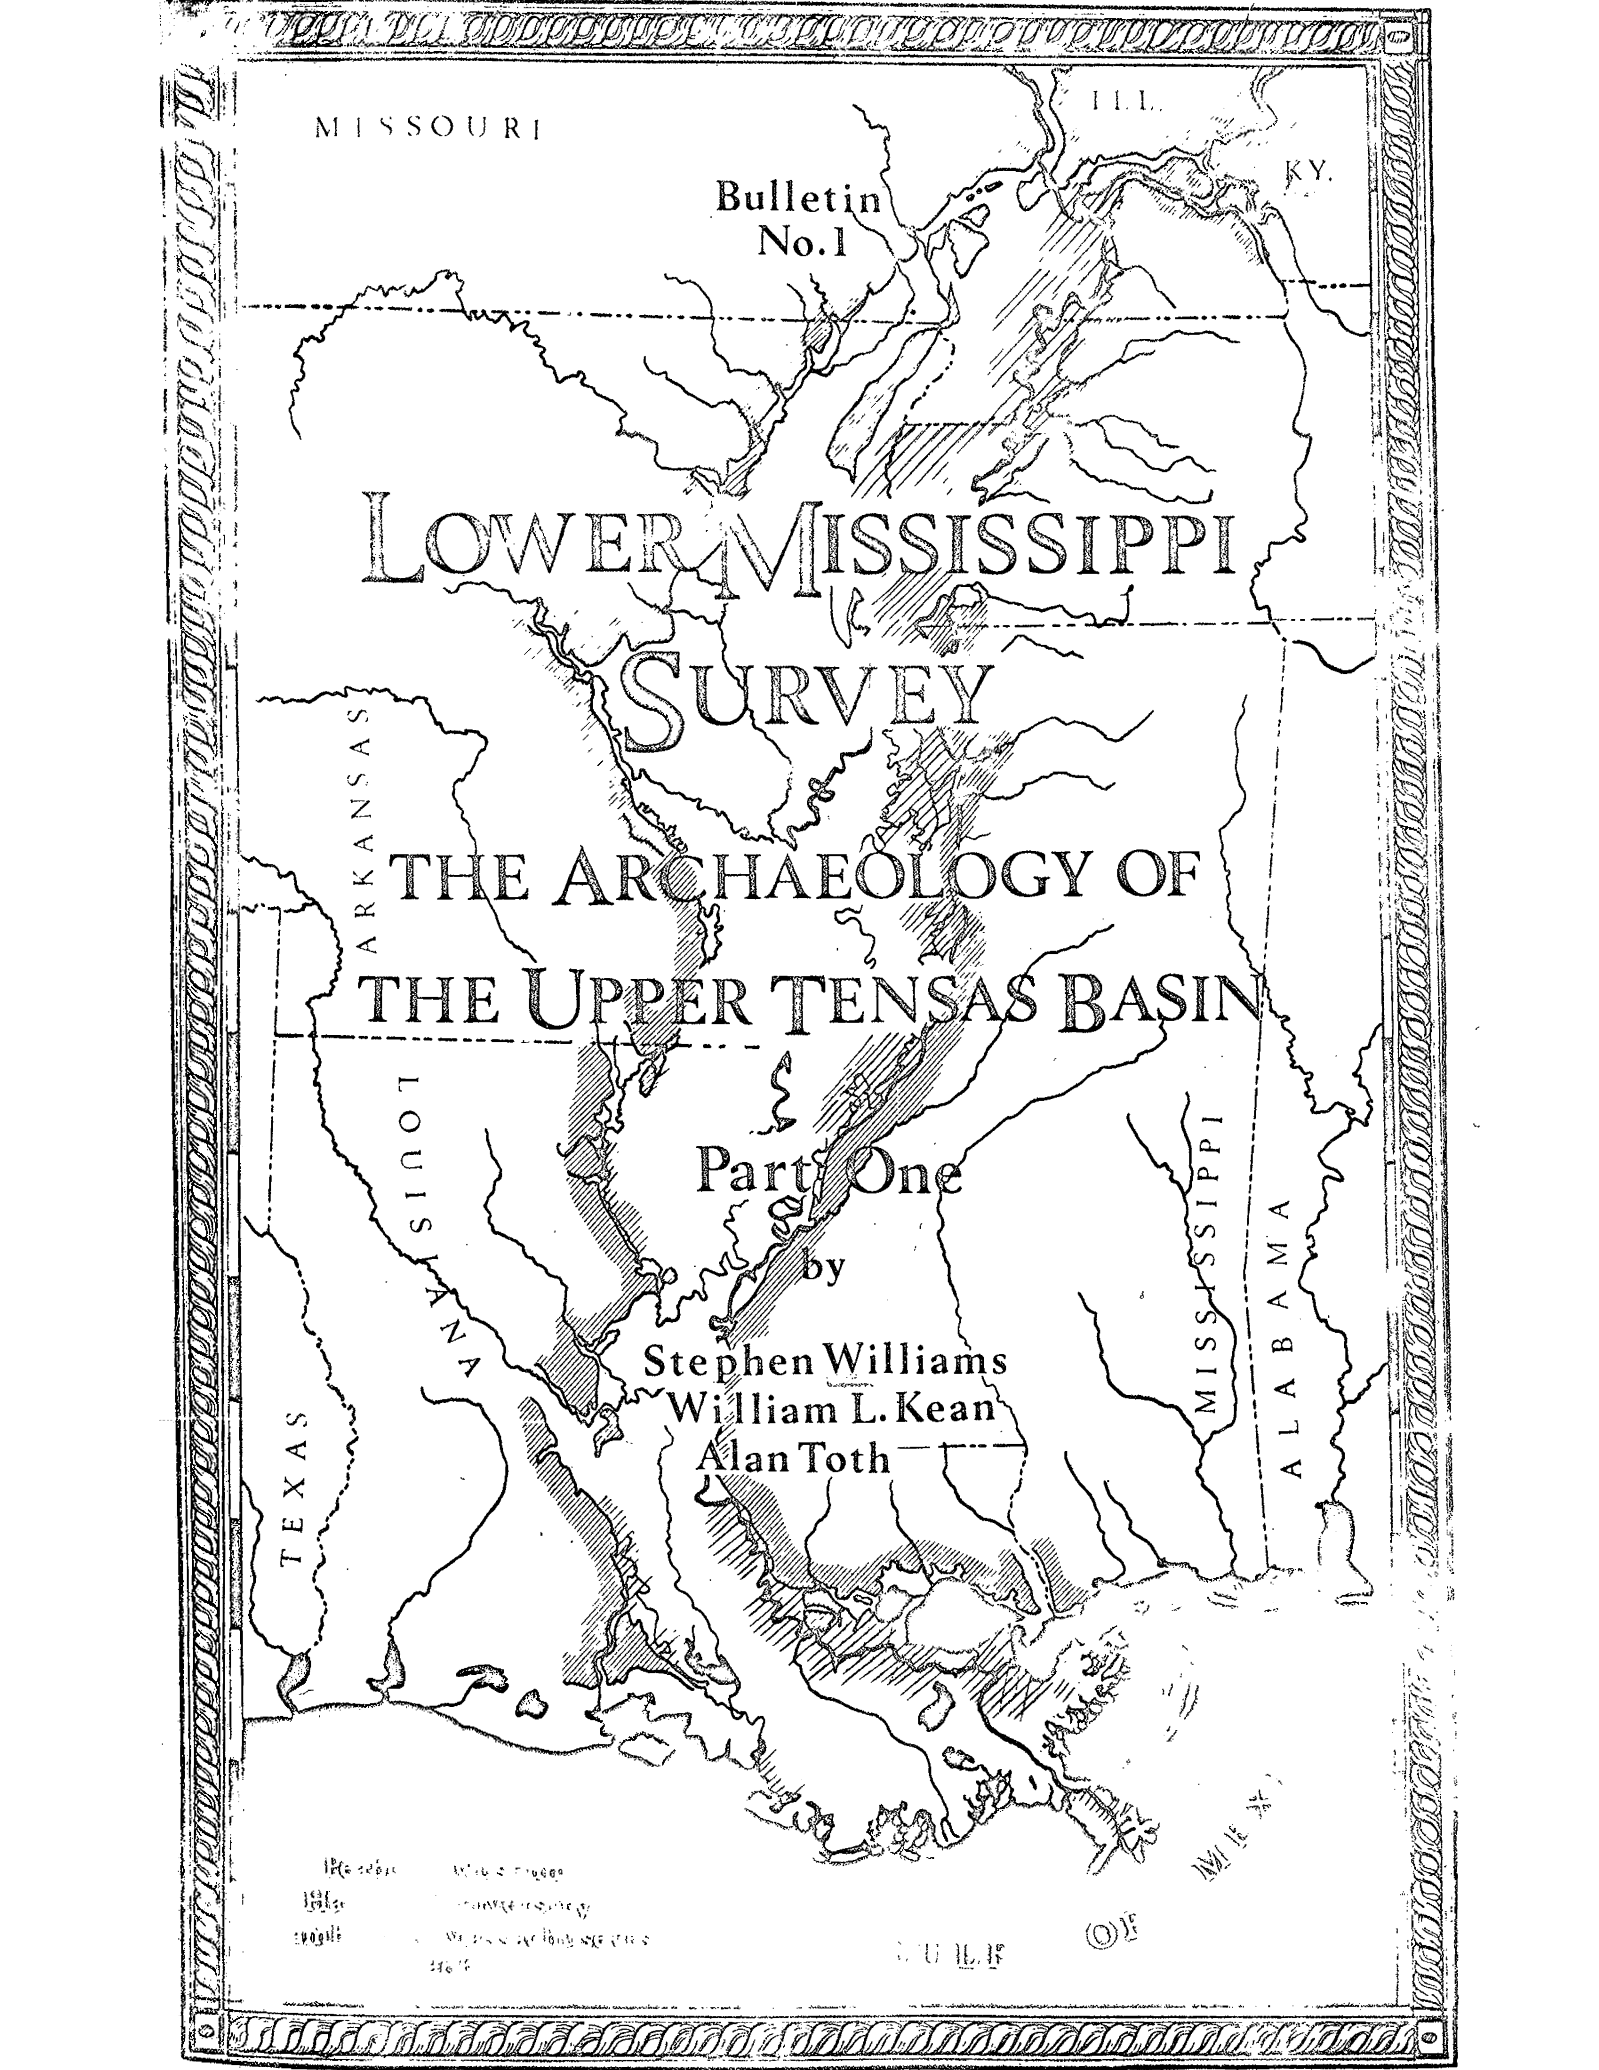 MISSOURI
ILL.
KY.
Bulletin
No. 1
LOWER MISSISSIPPI
SURVEY
ARKANSAS
THE ARCHAEOLOGY OF
THE UPPER TENSAS BASIN
LOUISIANA
Part One
by
MISSISSIPPI
ALABAMA
Stephen Williams
William L. Kean
Alan Toth
TEXAS
OF